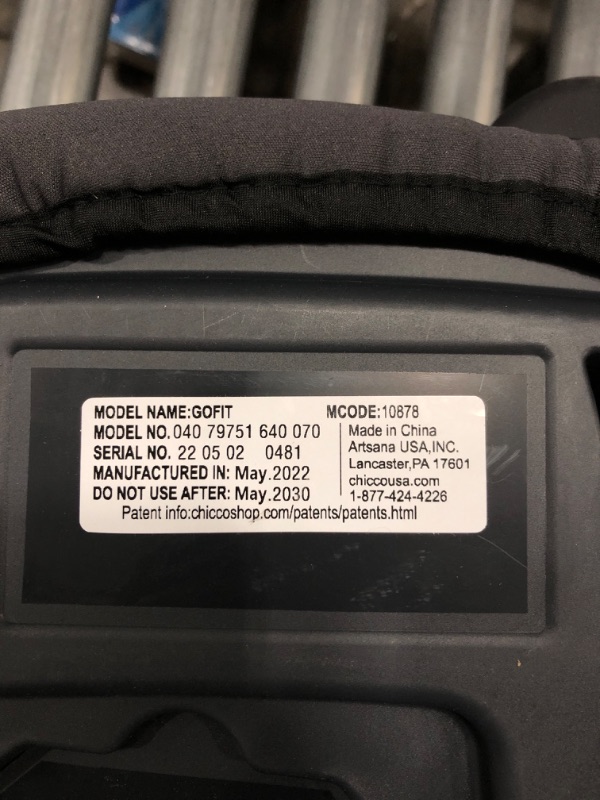 MODEL NAME:GOFIT
MODEL NO. 040 79751 640 070
SERIAL NO. 22 05 02 0481
MANUFACTURED IN: May.2022
DO NOT USE AFTER: May.2030
MCODE:10878
Made in China
Artsana USA,INC.
Lancaster,PA 17601
chiccousa.com
1-877-424-4226
Patent info:chiccoshop.com/patents/patents.html